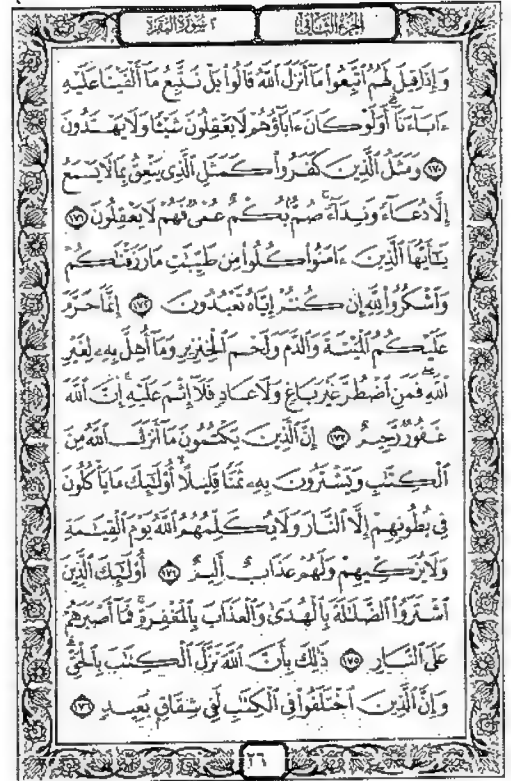 الجزء الثاني
٢ سورة البقرة
وَإِذَا قِيلَ لَهُمُ ٱتَّبِعُوا۟ مَآ أَنزَلَ ٱللَّهُ قَالُوا۟ بَلْ نَتَّبِعُ مَآ أَلْفَيْنَا عَلَيْهِ
ءَابَآءَنَآ ۗ أَوَلَوْ كَانَ ءَابَآؤُهُمْ لَا يَعْقِلُونَ شَيْـًٔا وَلَا يَهْتَدُونَ
١٧٠ وَمَثَلُ ٱلَّذِينَ كَفَرُوا۟ كَمَثَلِ ٱلَّذِى يَنْعِقُ بِمَا لَا يَسْمَعُ
إِلَّا دُعَآءً وَنِدَآءً ۚ صُمٌّۢ بُكْمٌ عُمْىٌ فَهُمْ لَا يَعْقِلُونَ ١٧١
يَـٰٓأَيُّهَا ٱلَّذِينَ ءَامَنُوا۟ كُلُوا۟ مِن طَيِّبَـٰتِ مَا رَزَقْنَـٰكُمْ
وَٱشْكُرُوا۟ لِلَّهِ إِن كُنتُمْ إِيَّاهُ تَعْبُدُونَ ١٧٢ إِنَّمَا حَرَّمَ
عَلَيْكُمُ ٱلْمَيْتَةَ وَٱلدَّمَ وَلَحْمَ ٱلْخِنزِيرِ وَمَآ أُهِلَّ بِهِۦ لِغَيْرِ
ٱللَّهِ ۖ فَمَنِ ٱضْطُرَّ غَيْرَ بَاغٍ وَلَا عَادٍ فَلَآ إِثْمَ عَلَيْهِ ۚ إِنَّ ٱللَّهَ
غَفُورٌ رَّحِيمٌ ١٧٣ إِنَّ ٱلَّذِينَ يَكْتُمُونَ مَآ أَنزَلَ ٱللَّهُ مِنَ
ٱلْكِتَـٰبِ وَيَشْتَرُونَ بِهِۦ ثَمَنًا قَلِيلًا ۙ أُو۟لَـٰٓئِكَ مَا يَأْكُلُونَ
فِى بُطُونِهِمْ إِلَّا ٱلنَّارَ وَلَا يُكَلِّمُهُمُ ٱللَّهُ يَوْمَ ٱلْقِيَـٰمَةِ
وَلَا يُزَكِّيهِمْ وَلَهُمْ عَذَابٌ أَلِيمٌ ١٧٤ أُو۟لَـٰٓئِكَ ٱلَّذِينَ
ٱشْتَرَوُا۟ ٱلضَّلَـٰلَةَ بِٱلْهُدَىٰ وَٱلْعَذَابَ بِٱلْمَغْفِرَةِ ۚ فَمَآ أَصْبَرَهُمْ
عَلَى ٱلنَّارِ ١٧٥ ذَٰلِكَ بِأَنَّ ٱللَّهَ نَزَّلَ ٱلْكِتَـٰبَ بِٱلْحَقِّ ۗ
وَإِنَّ ٱلَّذِينَ ٱخْتَلَفُوا۟ فِى ٱلْكِتَـٰبِ لَفِى شِقَاقٍۭ بَعِيدٍ ١٧٦
٢٦